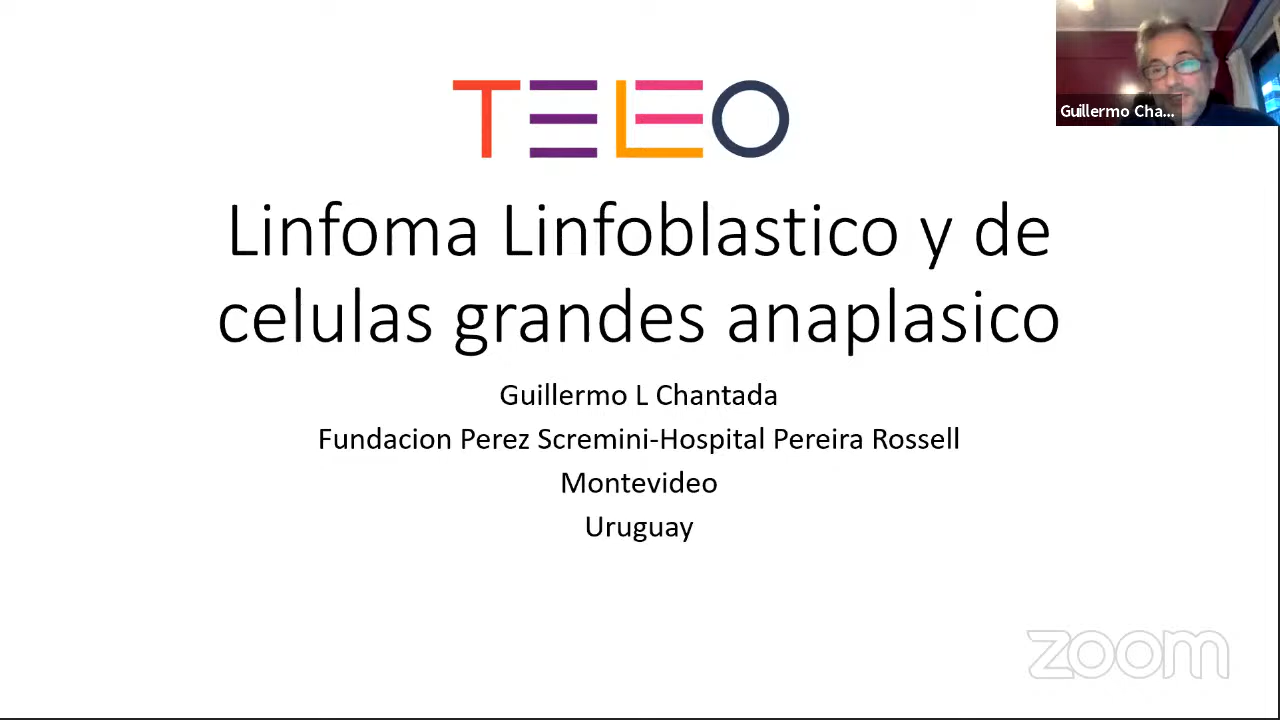 TELEO
Guillermo Cha...
Linfoma Linfoblastico y de
celulas grandes anaplasico
Guillermo L Chantada
Fundacion Perez Scremini-Hospital Pereira Rossell
Montevideo
Uruguay
zoom